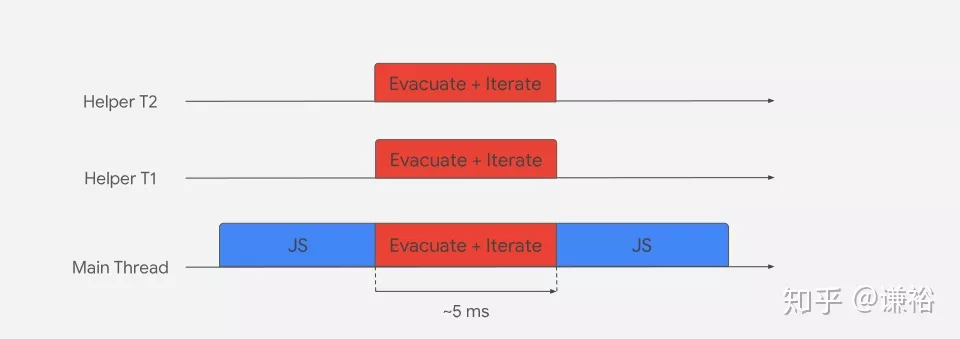 Evacuate + Iterate
Helper T2
Evacuate + Iterate
Helper T1
JS Evacuate + Iterate JS
Main Thread
~5 ms
知乎 @谦裕